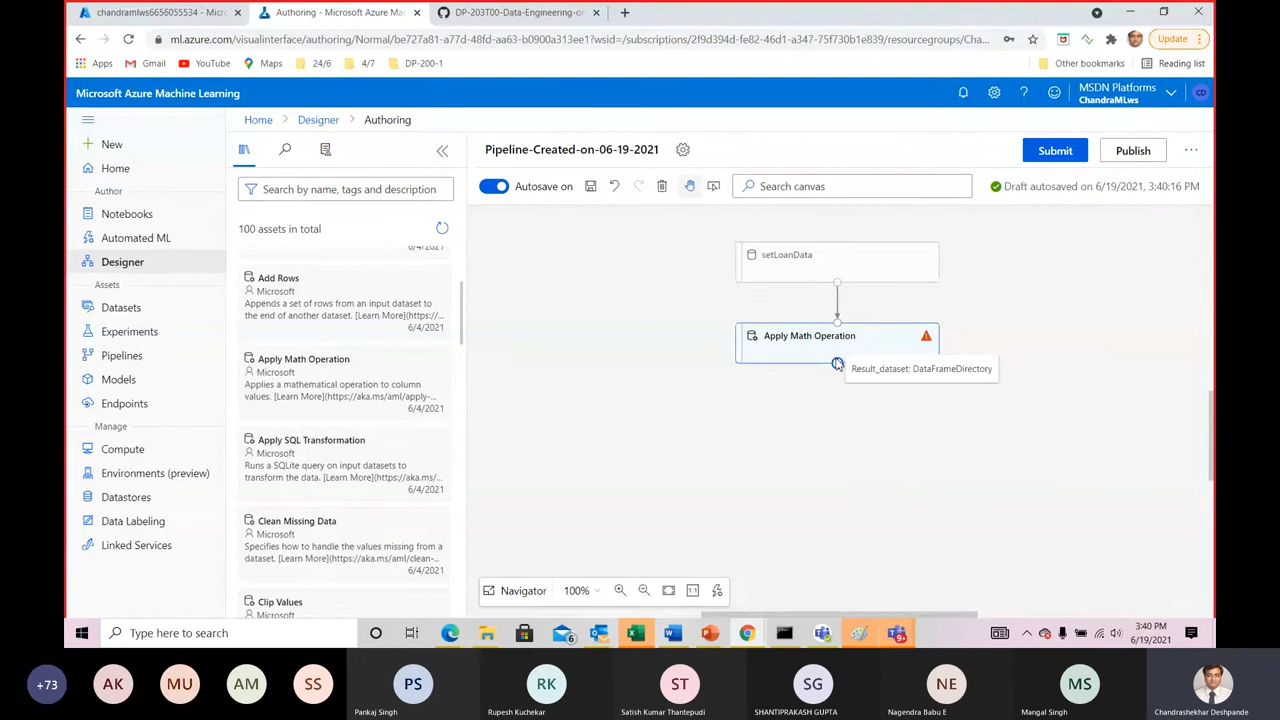 chandramlws6656055534 - Microso
Authoring - Microsoft Azure Mac
DP-203T00-Data-Engineering-on
ml.azure.com/visualinterface/authoring/Normal/be727a81-a77d-48fd-aa63-b0900a313ee1?wsid=/subscriptions/2f9d394d-fe82-46d1-a347-75f730b1e839/resourcegroups/Cha...
Update
Apps
Gmail
YouTube
Maps
24/6
4/7
DP-200-1
Other bookmarks
Reading list
Microsoft Azure Machine Learning
MSDN Platforms
ChandraMLws
CD
New
Home
Author
Notebooks
Automated ML
Designer
Assets
Datasets
Experiments
Pipelines
Models
Endpoints
Manage
Compute
Environments (preview)
Datastores
Data Labeling
Linked Services
Home > Designer > Authoring
Search by name, tags and description
100 assets in total
6/4/2021
Add Rows
Microsoft
Appends a set of rows from an input dataset to
the end of another dataset. [Learn More](https://...
6/4/2021
Apply Math Operation
Microsoft
Applies a mathematical operation to column
values. [Learn More](https://aka.ms/apply-...
6/4/2021
Apply SQL Transformation
Microsoft
Runs a SQLite query on input datasets to
transform the data. [Learn More](https://aka.ms/...
6/4/2021
Clean Missing Data
Microsoft
Specifies how to handle the values missing from a
dataset. [Learn More](https://aka.ms/aml/clean-...
6/4/2021
Clip Values
Pipeline-Created-on-06-19-2021
Submit
Publish
Autosave on
Search canvas
Draft autosaved on 6/19/2021, 3:40:16 PM
setLoanData
Apply Math Operation
Result_dataset: DataFrameDirectory
Navigator
100%
1:1
Type here to search
6
9+
3:40 PM
6/19/2021
+73
AK
MU
AM
SS
PS
Pankaj Singh
RK
Rupesh Kuchekar
ST
Satish Kumar Thantepudi
SG
SHANTIPRAKASH GUPTA
NE
Nagendra Babu E
MS
Mangal Singh
Chandrashekhar Deshpande